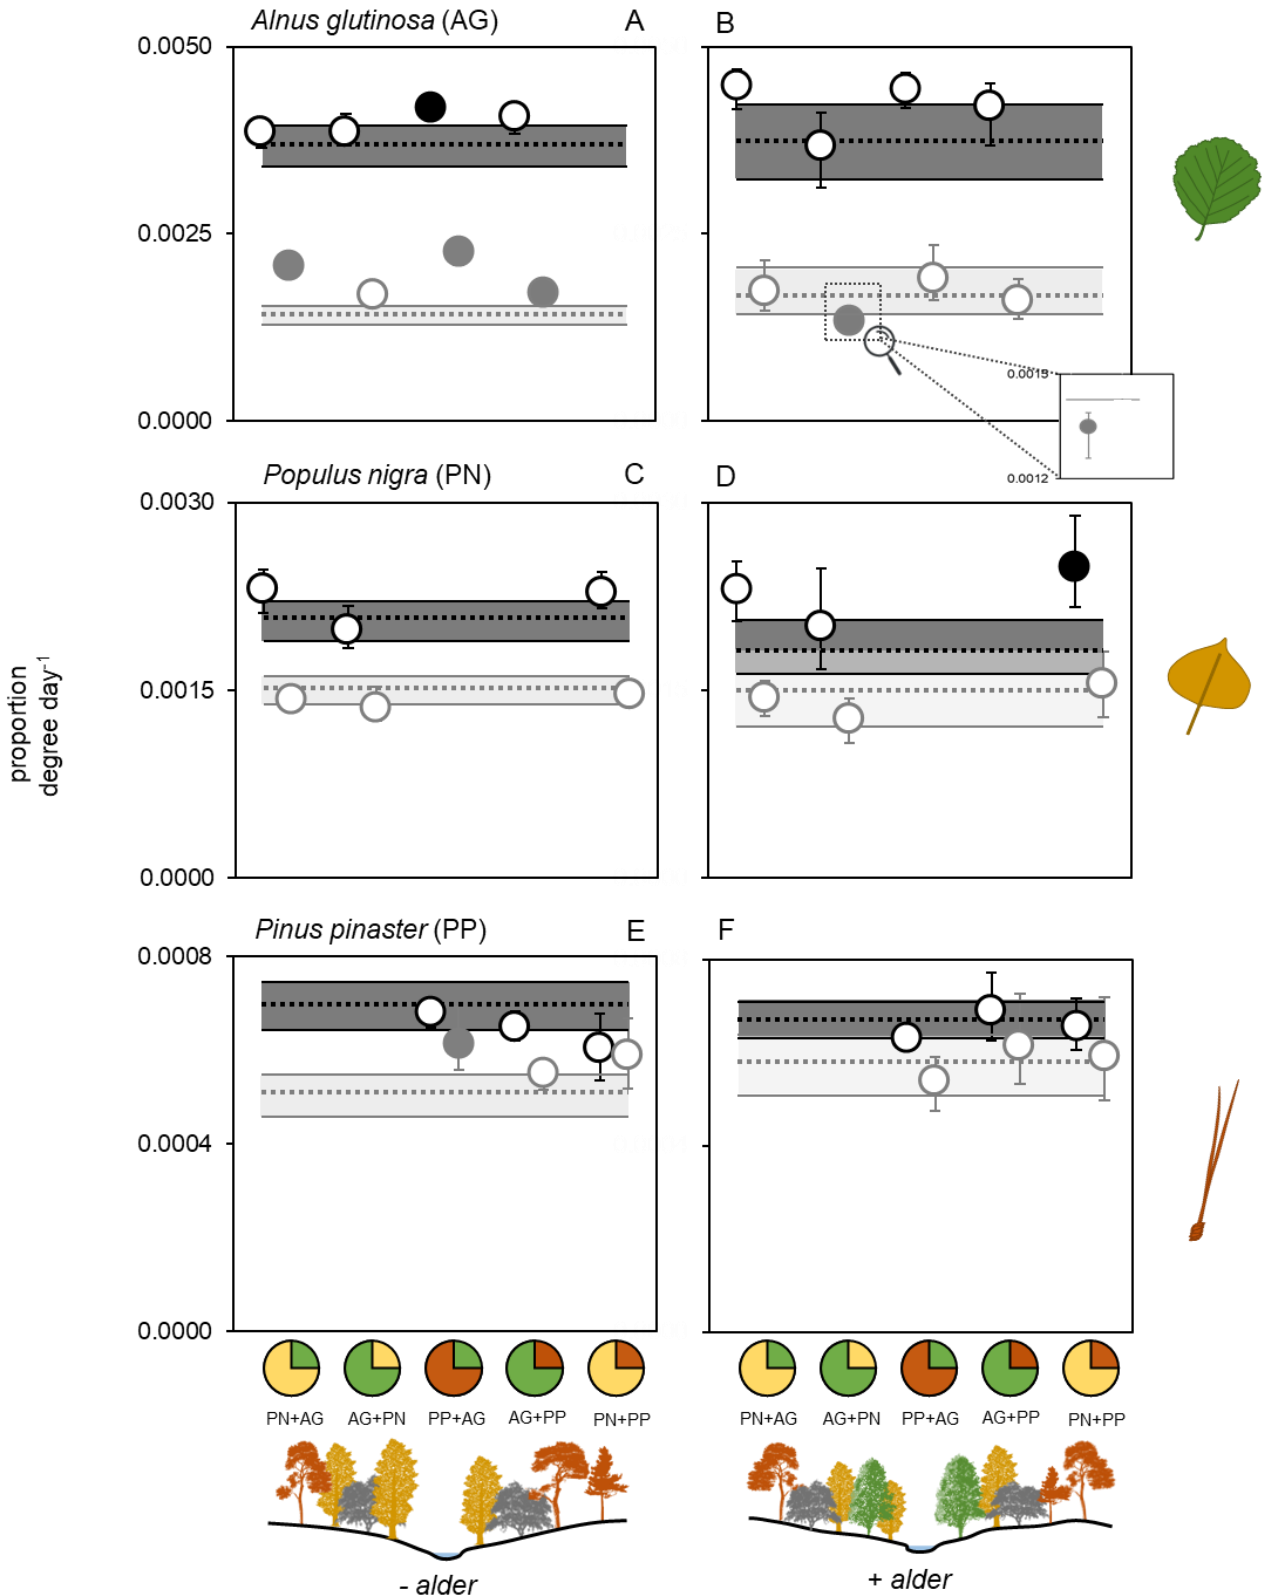 Alnus glutinosa (AG) A B
0.0050
0.0025
0.0000
0.0015
0.0012
Populus nigra (PN) C D
0.0030
0.0015
0.0000
proportion
degree day-1
Pinus pinaster (PP) E F
0.0008
0.0004
0.0000
PN+AG AG+PN PP+AG AG+PP PN+PP PN+AG AG+PN PP+AG AG+PP PN+PP
- alder + alder